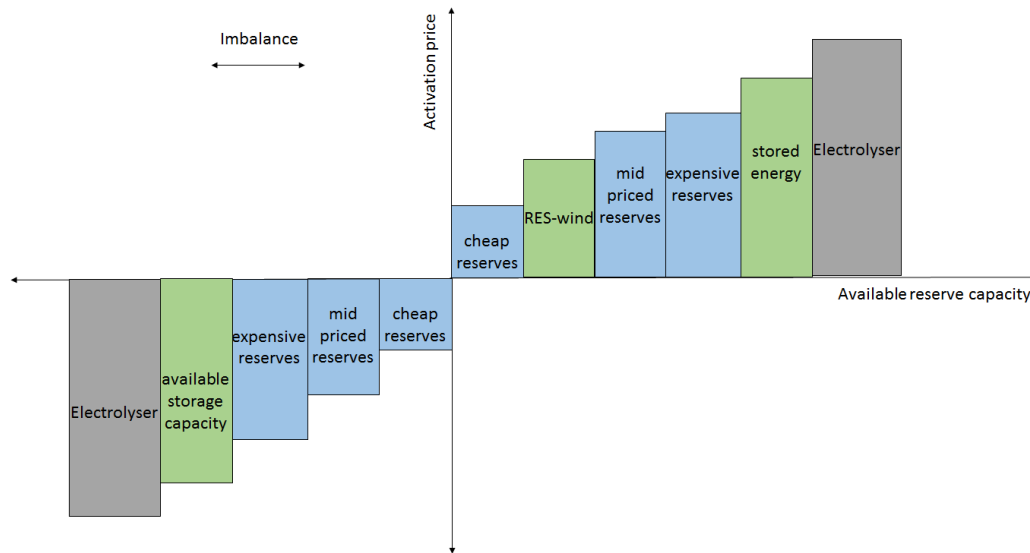 Imbalance
Activation price
cheap
reserves
RES-wind
mid
priced
reserves
expensive
reserves
stored
energy
Electrolyser
Available reserve capacity
Electrolyser
available
storage
capacity
expensive
reserves
mid
priced
reserves
cheap
reserves